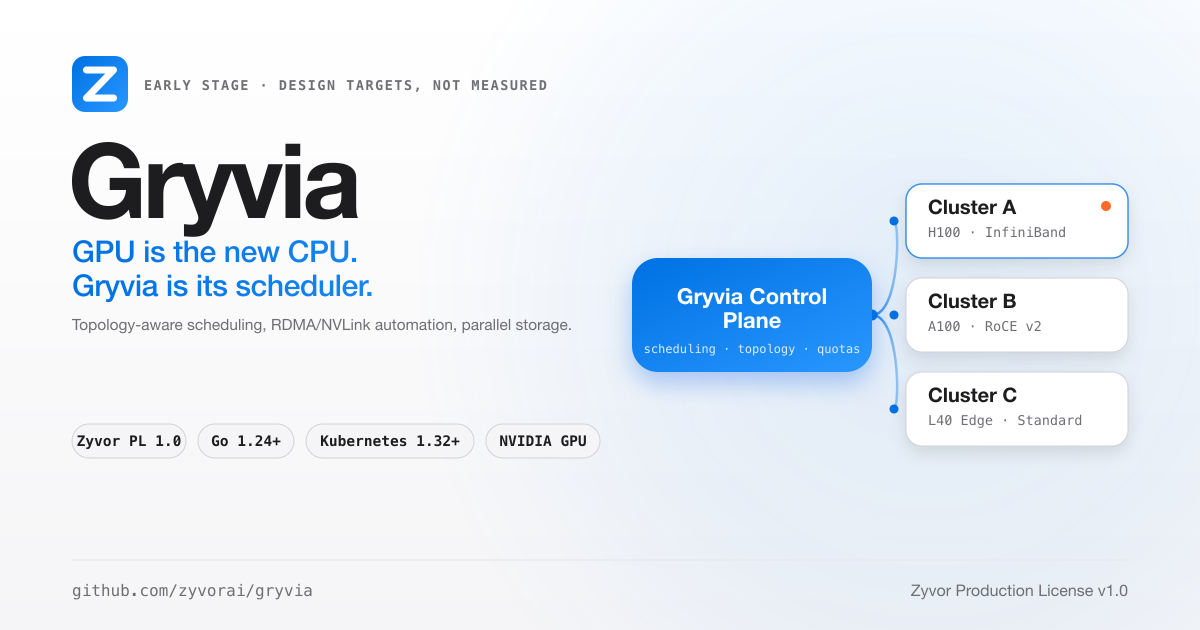 Z
EARLY STAGE · DESIGN TARGETS, NOT MEASURED
Gryvia
GPU is the new CPU.
Gryvia is its scheduler.
Topology-aware scheduling, RDMA/NVLink automation, parallel storage.
Zyvor PL 1.0
Go 1.24+
Kubernetes 1.32+
NVIDIA GPU
Gryvia Control
Plane
scheduling · topology · quotas
Cluster A
H100 · InfiniBand
Cluster B
A100 · RoCE v2
Cluster C
L40 Edge · Standard
github.com/zyvorai/gryvia
Zyvor Production License v1.0